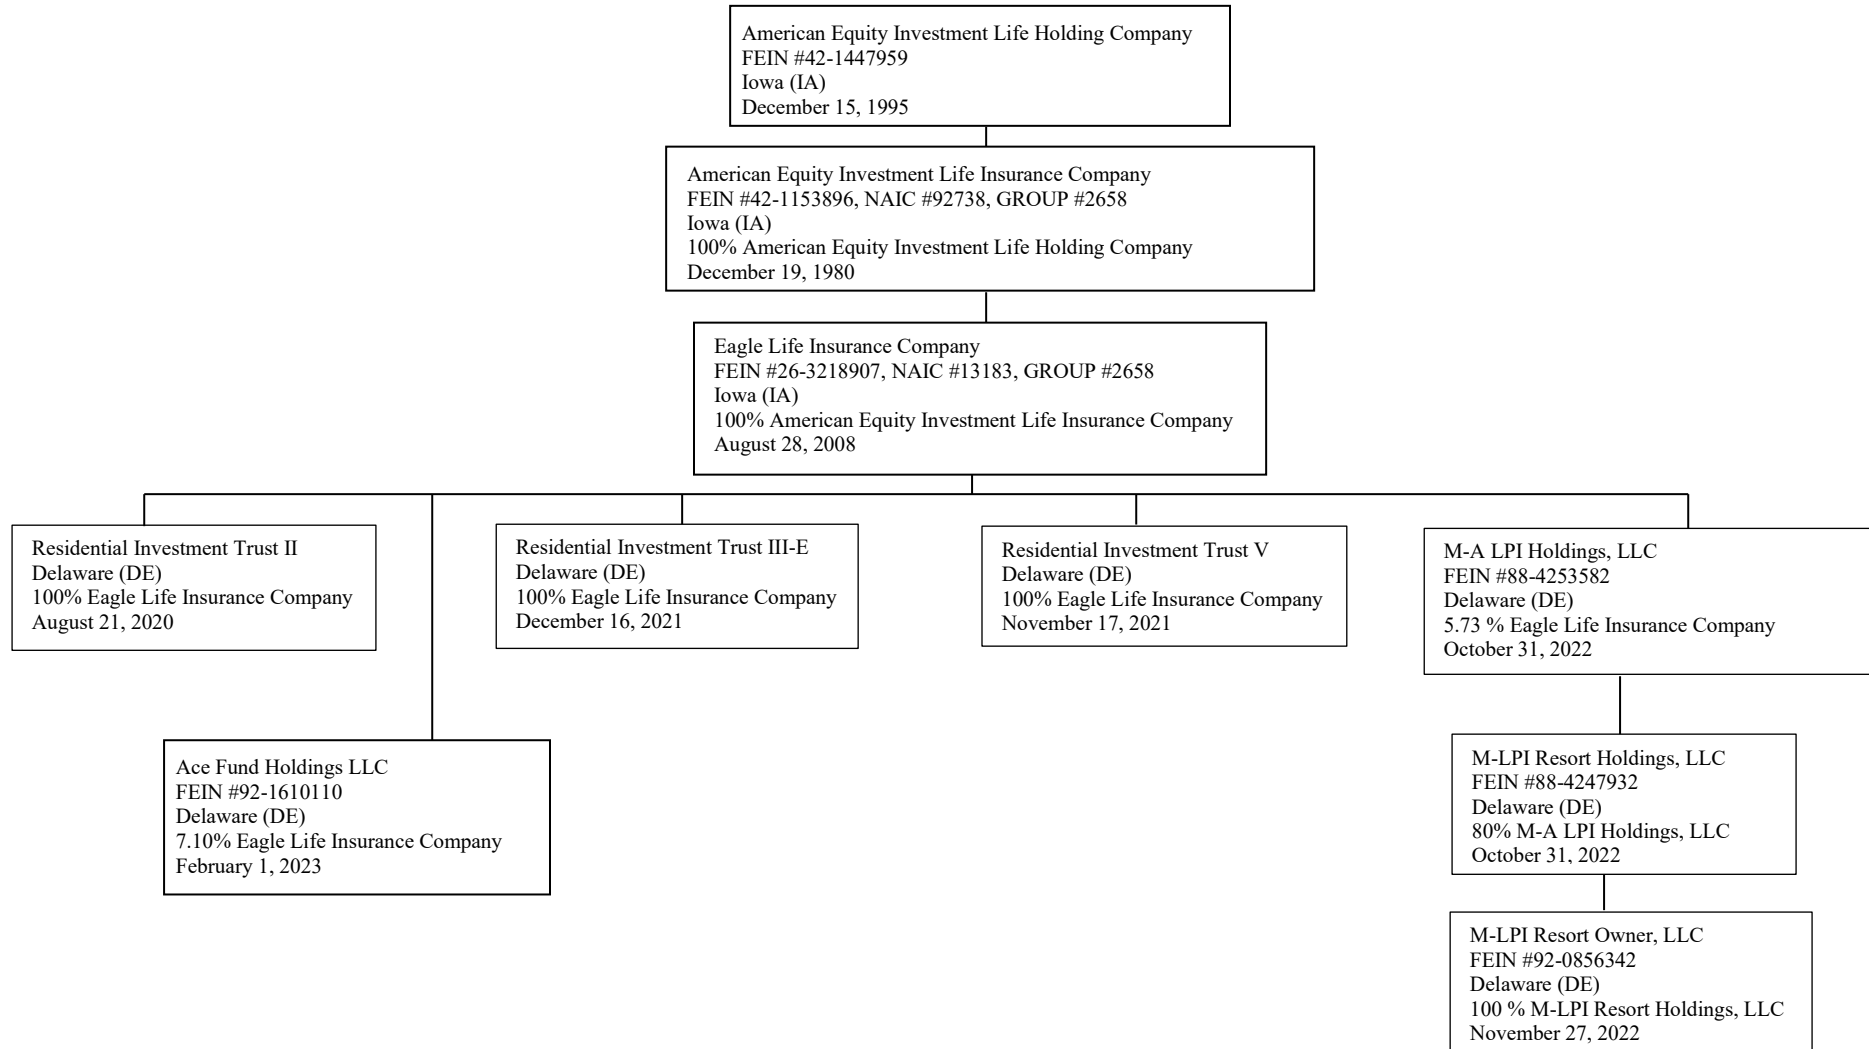 American Equity Investment Life Holding Company
FEIN #42-1447959
Iowa (IA)
December 15, 1995
American Equity Investment Life Insurance Company
FEIN #42-1153896, NAIC #92738, GROUP #2658
Iowa (IA)
100% American Equity Investment Life Holding Company
December 19, 1980
Eagle Life Insurance Company
FEIN #26-3218907, NAIC #13183, GROUP #2658
Iowa (IA)
100% American Equity Investment Life Insurance Company
August 28, 2008
Residential Investment Trust II
Delaware (DE)
100% Eagle Life Insurance Company
August 21, 2020
Residential Investment Trust III-E
Delaware (DE)
100% Eagle Life Insurance Company
December 16, 2021
Residential Investment Trust V
Delaware (DE)
100% Eagle Life Insurance Company
November 17, 2021
M-A LPI Holdings, LLC
FEIN #88-4253582
Delaware (DE)
5.73 % Eagle Life Insurance Company
October 31, 2022
Ace Fund Holdings LLC
FEIN #92-1610110
Delaware (DE)
7.10% Eagle Life Insurance Company
February 1, 2023
M-LPI Resort Holdings, LLC
FEIN #88-4247932
Delaware (DE)
80% M-A LPI Holdings, LLC
October 31, 2022
M-LPI Resort Owner, LLC
FEIN #92-0856342
Delaware (DE)
100 % M-LPI Resort Holdings, LLC
November 27, 2022